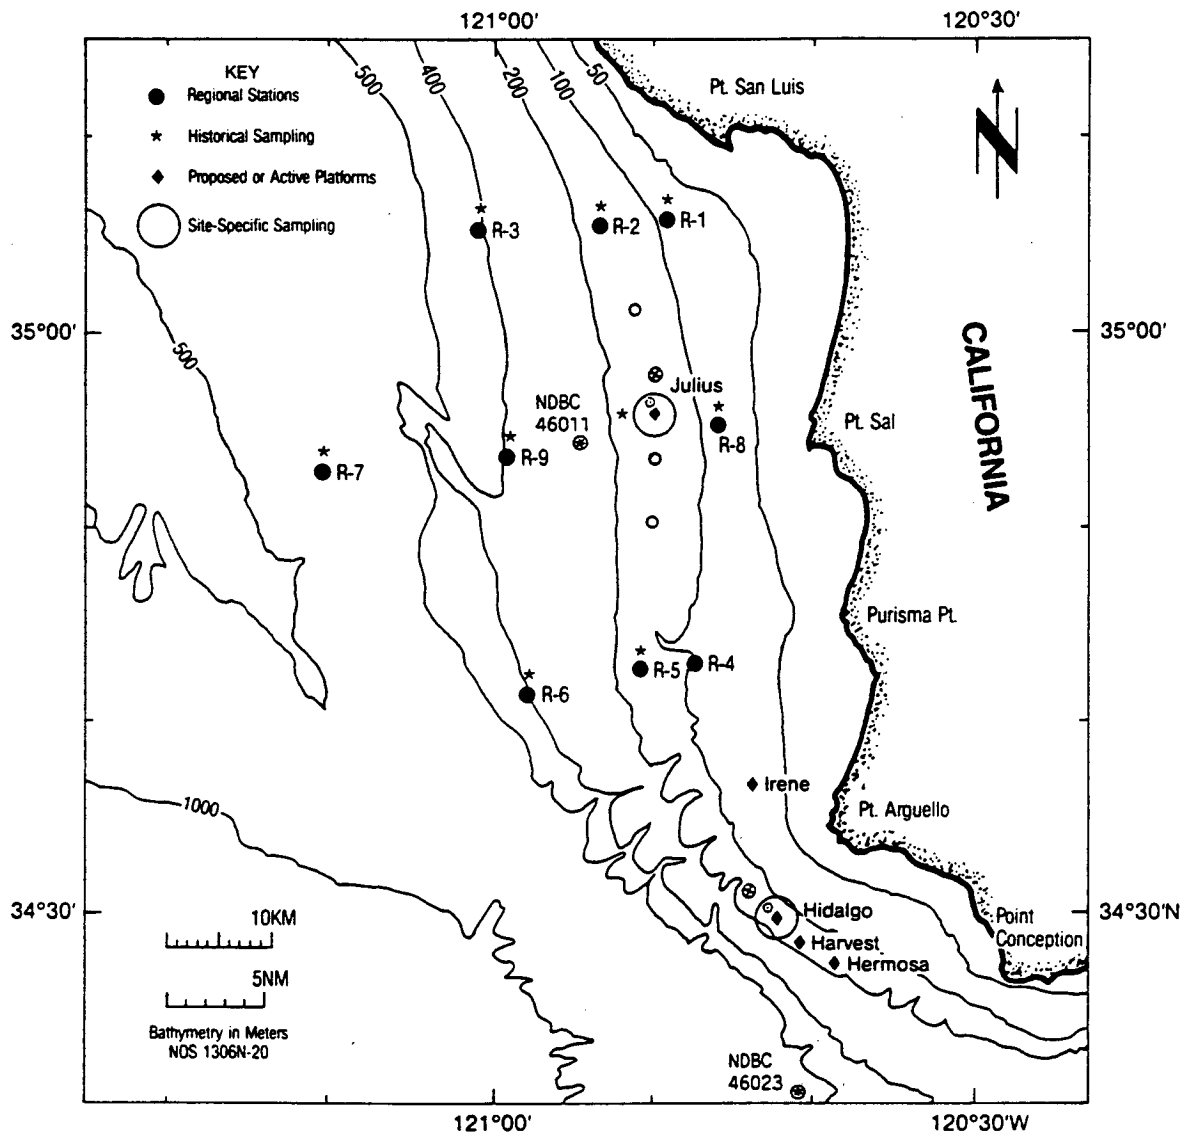 121°00'
120°30'
KEY
Regional Stations
Historical Sampling
Proposed or Active Platforms
Site-Specific Sampling
500
400
200
100
50
Pt. San Luis
N
R-3
R-2
R-1
35°00'
35°00'
500
CALIFORNIA
Julius
NDBC
46011
R-8
Pt. Sal
R-9
R-7
Purisma Pt.
R-5
R-4
R-6
Irene
1000
Pt. Arguello
34°30'
34°30'N
10KM
Hidalgo
Point
Conception
Harvest
Hermosa
5NM
Bathymetry in Meters
NOS 1306N-20
NDBC
46023
121°00'
120°30'W